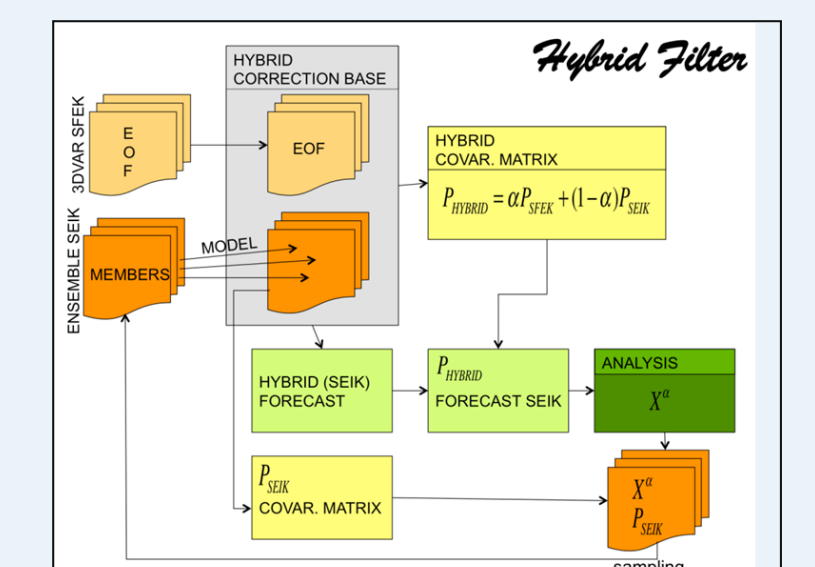 Hybrid Filter
HYBRID
CORRECTION BASE
3DVAR SFEK
E
O
F
EOF
HYBRID
COVAR. MATRIX
P_HYBRID = αP_SFEK + (1−α)P_SEIK
ENSEMBLE SEIK
MEMBERS
MODEL
HYBRID (SEIK)
FORECAST
P_HYBRID
FORECAST SEIK
ANALYSIS
X^α
P_SEIK
COVAR. MATRIX
X^α
P_SEIK
sampling